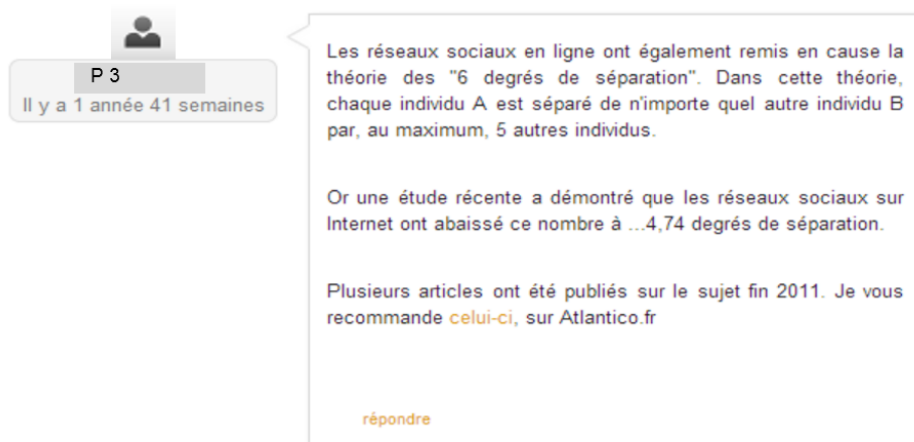 P 3
Il y a 1 année 41 semaines
Les réseaux sociaux en ligne ont également remis en cause la
théorie des "6 degrés de séparation". Dans cette théorie,
chaque individu A est séparé de n'importe quel autre individu B
par, au maximum, 5 autres individus.
Or une étude récente a démontré que les réseaux sociaux sur
Internet ont abaissé ce nombre à ...4,74 degrés de séparation.
Plusieurs articles ont été publiés sur le sujet fin 2011. Je vous
recommande celui-ci, sur Atlantico.fr
répondre